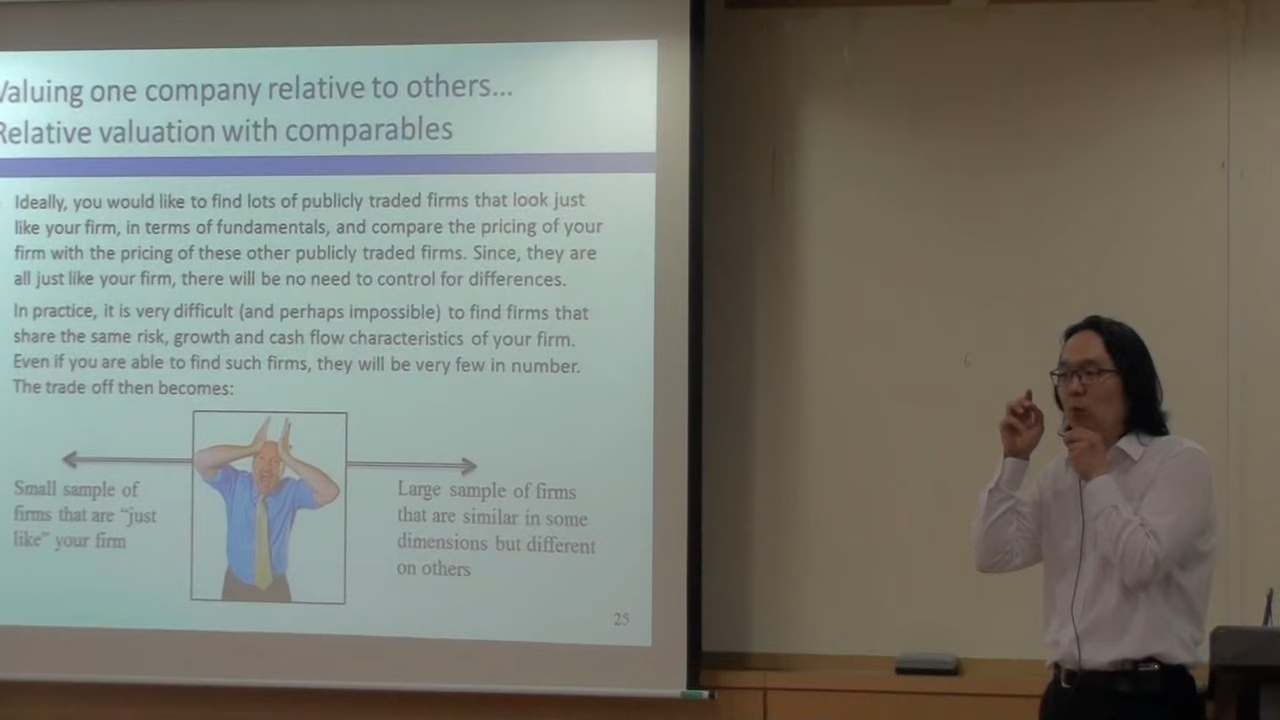 Valuing one company relative to others...
Relative valuation with comparables
Ideally, you would like to find lots of publicly traded firms that look just
like your firm, in terms of fundamentals, and compare the pricing of your
firm with the pricing of these other publicly traded firms. Since, they are
all just like your firm, there will be no need to control for differences.
In practice, it is very difficult (and perhaps impossible) to find firms that
share the same risk, growth and cash flow characteristics of your firm.
Even if you are able to find such firms, they will be very few in number.
The trade off then becomes:
Small sample of
firms that are “just
like” your firm
Large sample of firms
that are similar in some
dimensions but different
on others
25